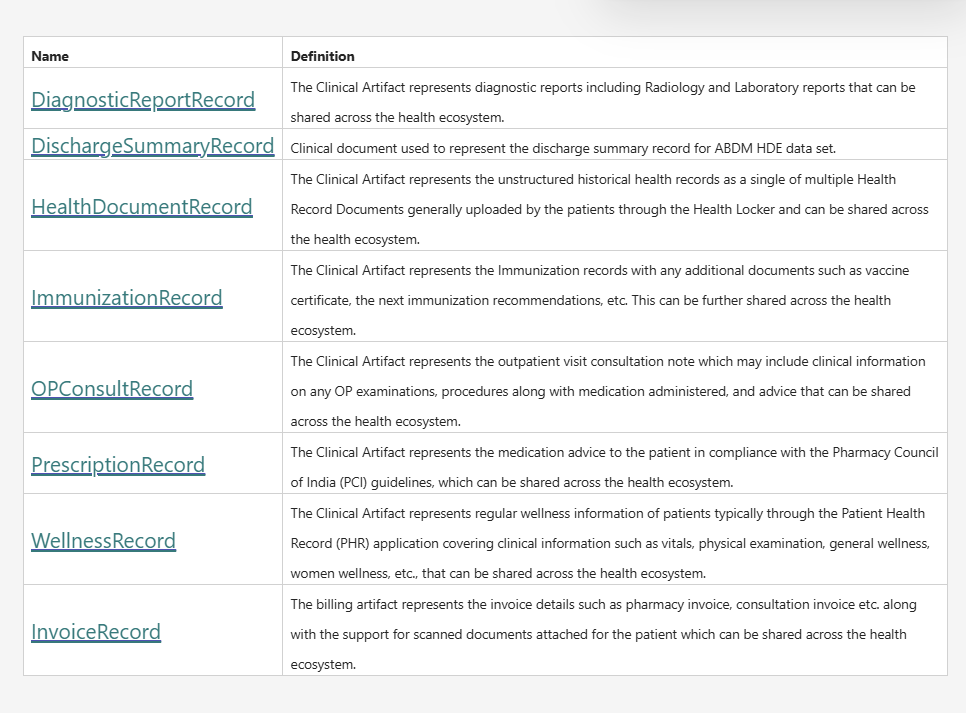 Name Definition
DiagnosticReportRecord
The Clinical Artifact represents diagnostic reports including Radiology and Laboratory reports that can be
shared across the health ecosystem.
DischargeSummaryRecord
Clinical document used to represent the discharge summary record for ABDM HDE data set.
HealthDocumentRecord
The Clinical Artifact represents the unstructured historical health records as a single of multiple Health
Record Documents generally uploaded by the patients through the Health Locker and can be shared across
the health ecosystem.
ImmunizationRecord
The Clinical Artifact represents the Immunization records with any additional documents such as vaccine
certificate, the next immunization recommendations, etc. This can be further shared across the health
ecosystem.
OPConsultRecord
The Clinical Artifact represents the outpatient visit consultation note which may include clinical information
on any OP examinations, procedures along with medication administered, and advice that can be shared
across the health ecosystem.
PrescriptionRecord
The Clinical Artifact represents the medication advice to the patient in compliance with the Pharmacy Council
of India (PCI) guidelines, which can be shared across the health ecosystem.
WellnessRecord
The Clinical Artifact represents regular wellness information of patients typically through the Patient Health
Record (PHR) application covering clinical information such as vitals, physical examination, general wellness,
women wellness, etc., that can be shared across the health ecosystem.
InvoiceRecord
The billing artifact represents the invoice details such as pharmacy invoice, consultation invoice etc. along
with the support for scanned documents attached for the patient which can be shared across the health
ecosystem.